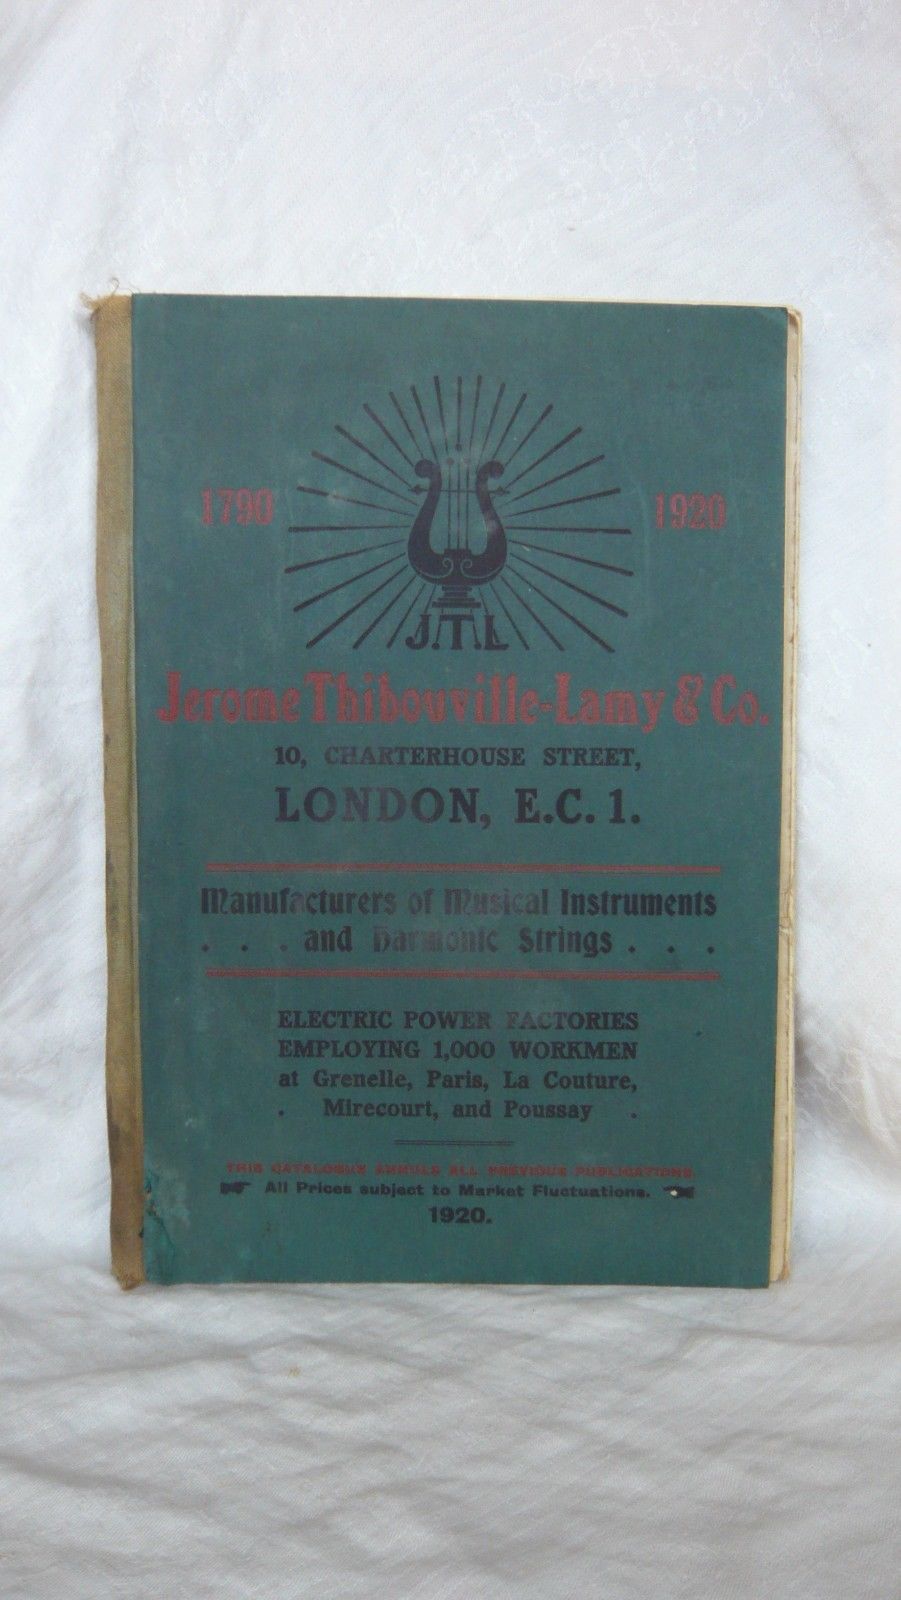 1790 1920
J.T.L
Jerome Thibouville-Lamy & Co.
10, CHARTERHOUSE STREET,
LONDON, E.C. 1.
Manufacturers of Musical Instruments
. . . and Harmonic Strings . . .
ELECTRIC POWER FACTORIES
EMPLOYING 1,000 WORKMEN
at Grenelle, Paris, La Couture,
. Mirecourt, and Poussay .
THIS CATALOGUE ANNULS ALL PREVIOUS PUBLICATIONS.
All Prices subject to Market Fluctuations.
1920.